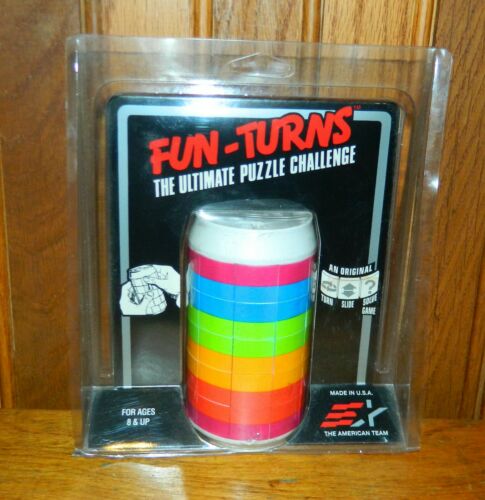 FUN-TURNS™
THE ULTIMATE PUZZLE CHALLENGE
AN ORIGINAL
?
TURN SLIDE SOLVE
GAME
FOR AGES
8 & UP
MADE IN U.S.A.
THE AMERICAN TEAM